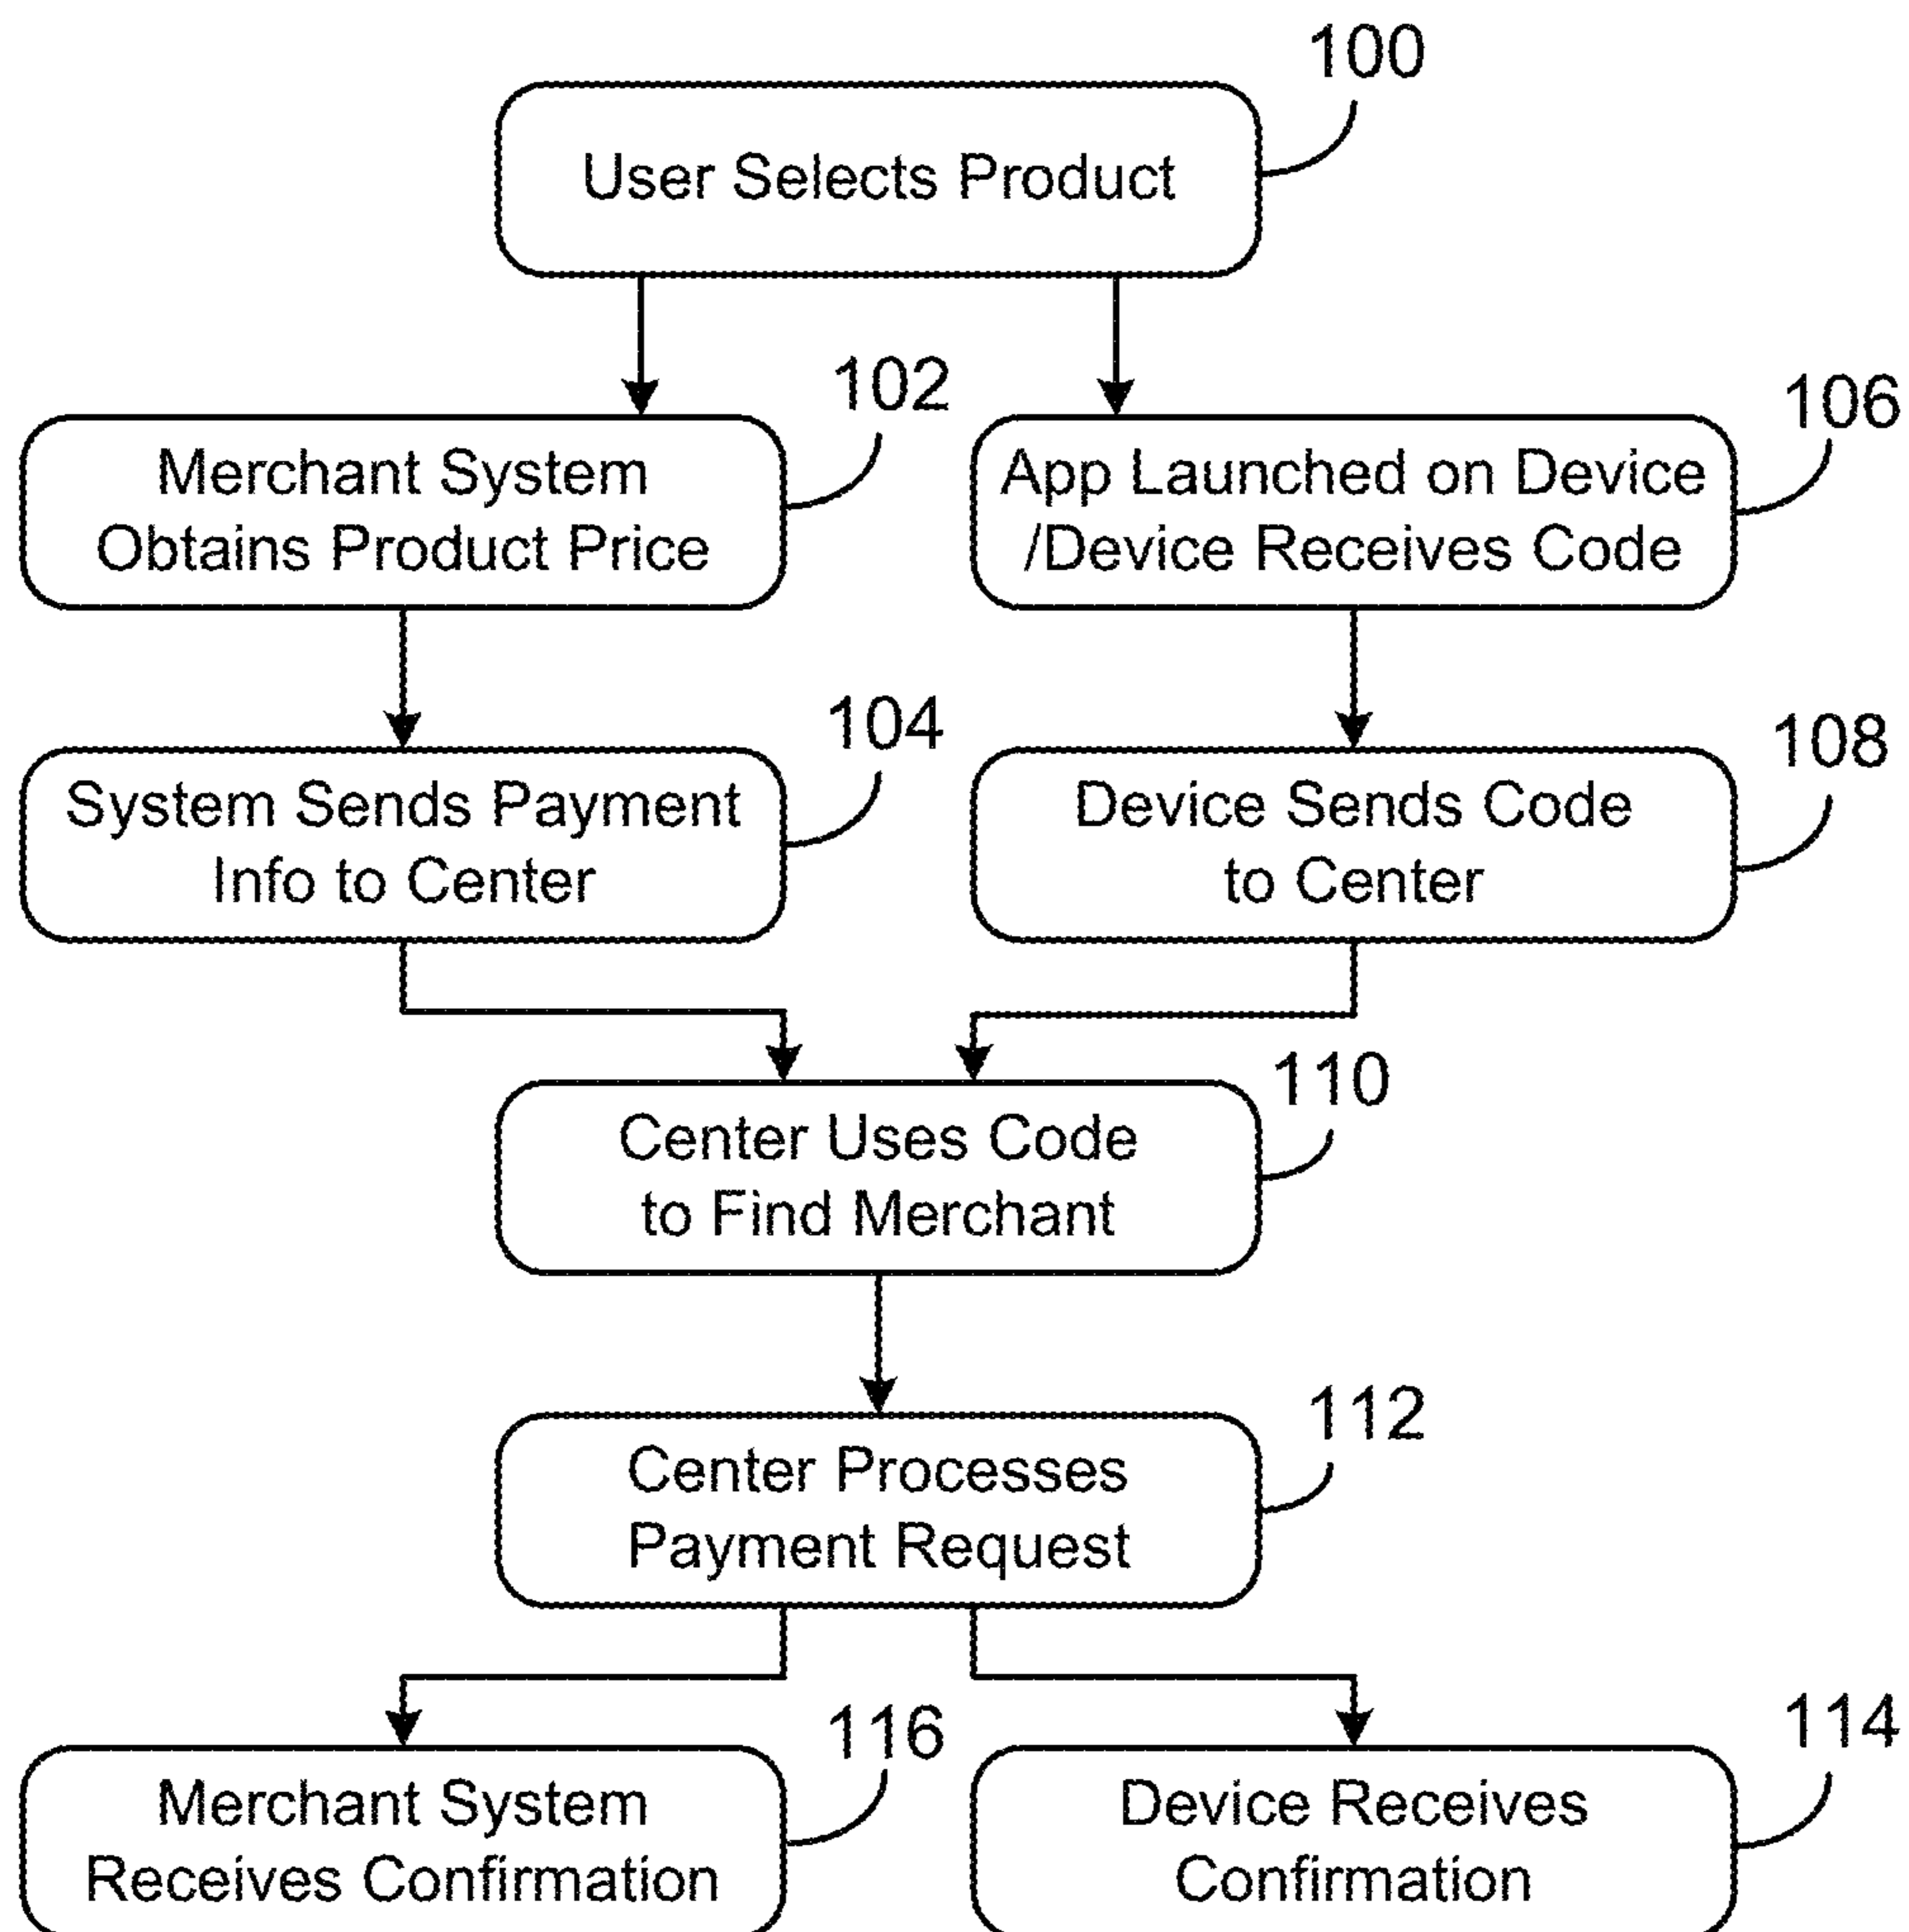 100
User Selects Product
102
Merchant System
Obtains Product Price
106
App Launched on Device
/Device Receives Code
104
System Sends Payment
Info to Center
108
Device Sends Code
to Center
110
Center Uses Code
to Find Merchant
112
Center Processes
Payment Request
116
Merchant System
Receives Confirmation
114
Device Receives
Confirmation